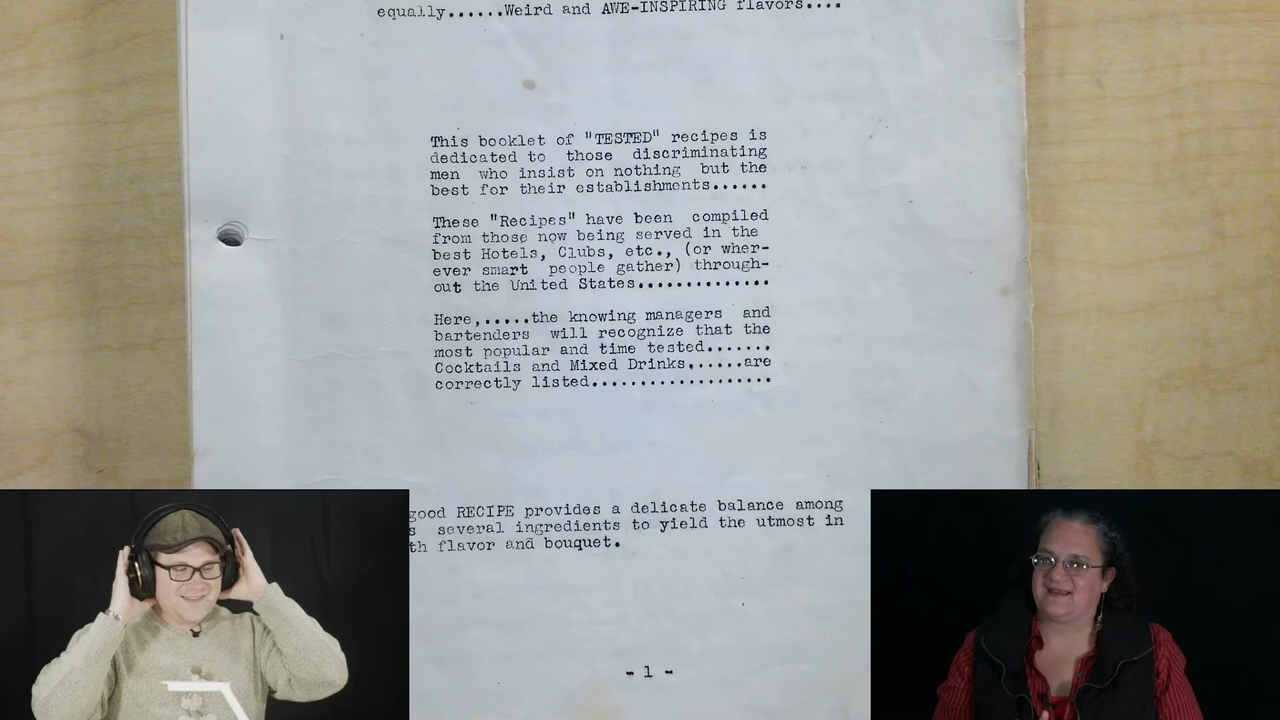 equally......Weird and AWE-INSPIRING flavors....
This booklet of "TESTED" recipes is
dedicated to those discriminating
men who insist on nothing but the
best for their establishments......
These "Recipes" have been compiled
from those now being served in the
best Hotels, Clubs, etc., (or wher-
ever smart people gather) through-
out the United States..............
Here,.....the knowing managers and
bartenders will recognize that the
most popular and time tested.......
Cocktails and Mixed Drinks,.....are
correctly listed...................
good RECIPE provides a delicate balance among
several ingredients to yield the utmost in
flavor and bouquet.
- 1 -